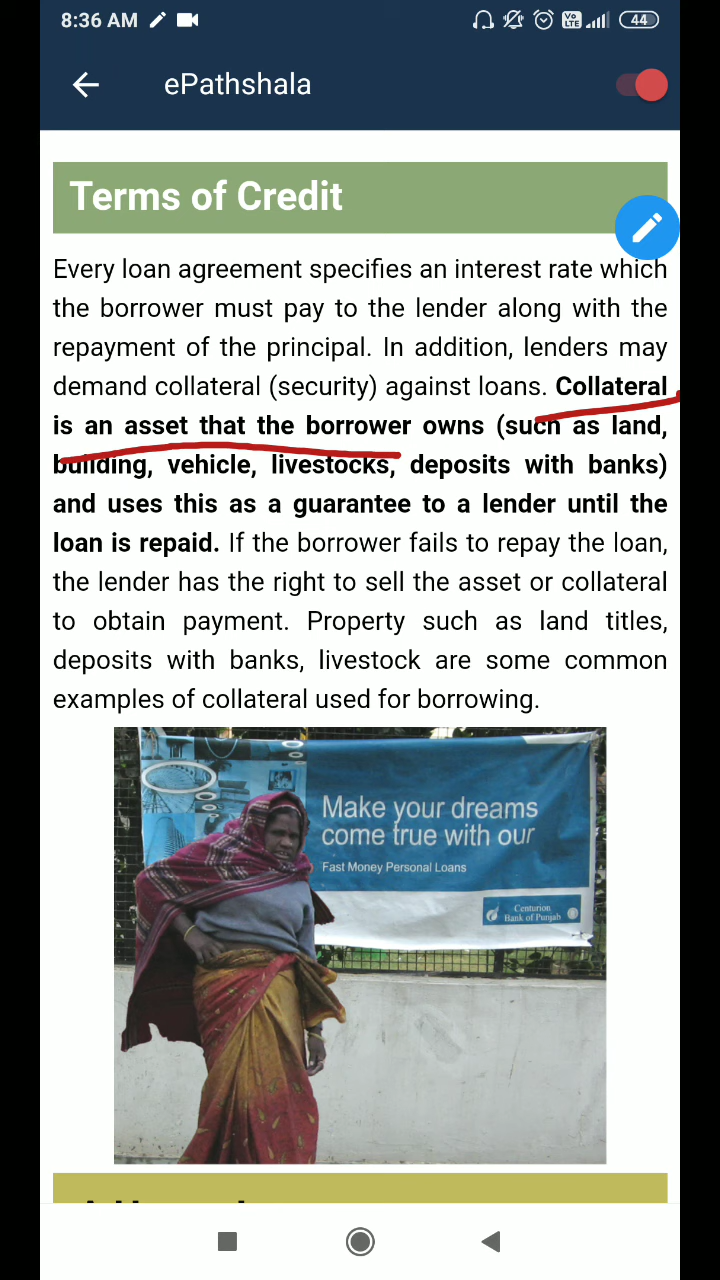 8:36 AM
Vo LTE
44
ePathshala
Terms of Credit
Every loan agreement specifies an interest rate which
the borrower must pay to the lender along with the
repayment of the principal. In addition, lenders may
demand collateral (security) against loans. Collateral
is an asset that the borrower owns (such as land,
building, vehicle, livestocks, deposits with banks)
and uses this as a guarantee to a lender until the
loan is repaid. If the borrower fails to repay the loan,
the lender has the right to sell the asset or collateral
to obtain payment. Property such as land titles,
deposits with banks, livestock are some common
examples of collateral used for borrowing.
Make your dreams
come true with our
Fast Money Personal Loans
Centurion
Bank of Punjab